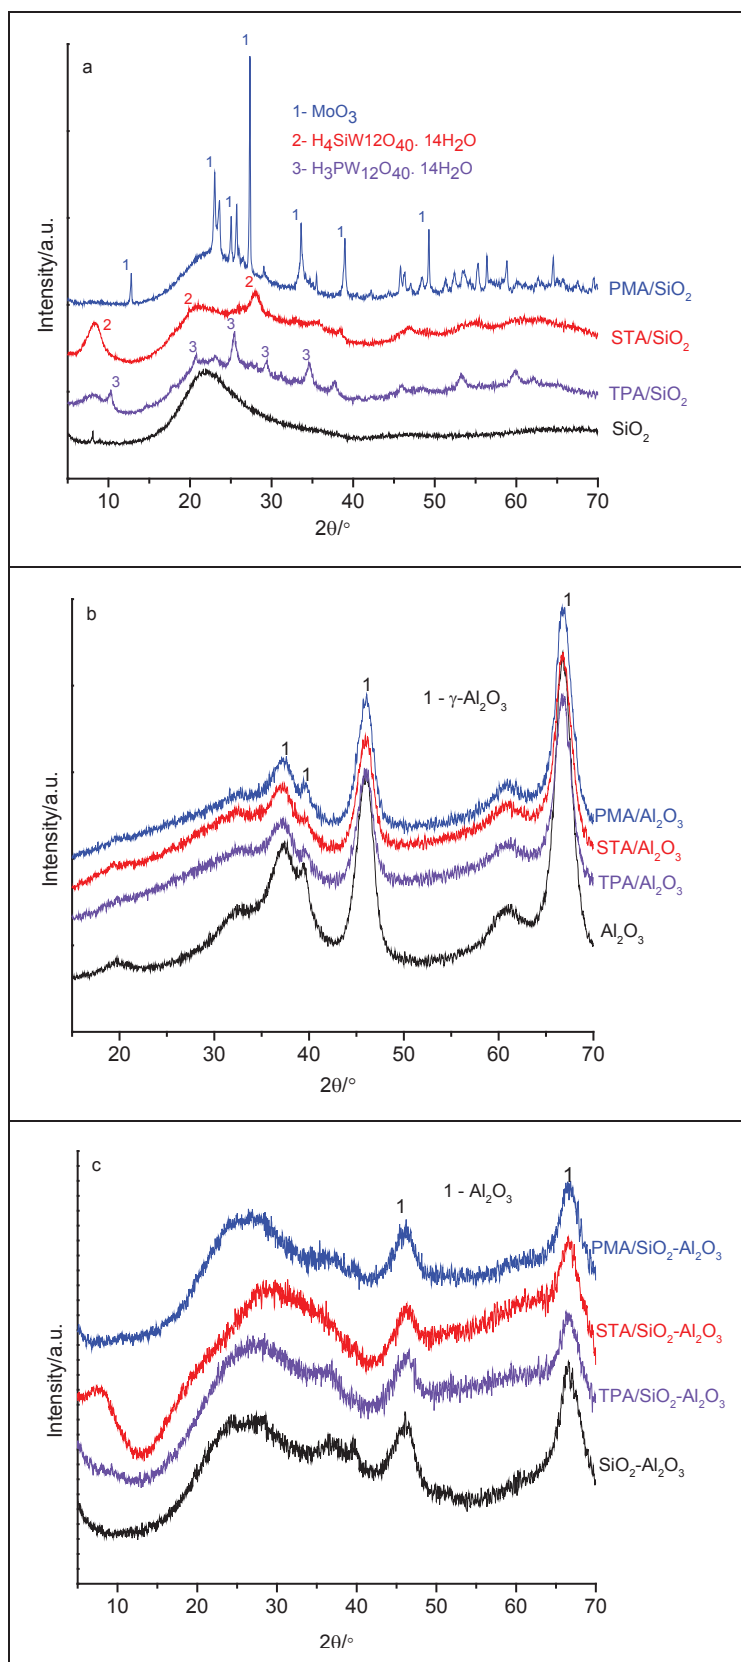 a
1
1- MoO₃
2- H₄SiW12O₄₀. 14H₂O
3- H₃PW₁₂O₄₀. 14H₂O
1 1 1 1 1 1
PMA/SiO₂
2 2 2
STA/SiO₂
3 3 3 3 3
TPA/SiO₂
SiO₂
Intensity/a.u.
10 20 30 40 50 60 70
2θ/°
b
1
1
1 - γ-Al₂O₃
1 1
PMA/Al₂O₃
STA/Al₂O₃
TPA/Al₂O₃
Al₂O₃
Intensity/a.u.
20 30 40 50 60 70
2θ/°
c
1 1 - Al₂O₃ 1
PMA/SiO₂-Al₂O₃
STA/SiO₂-Al₂O₃
TPA/SiO₂-Al₂O₃
SiO₂-Al₂O₃
Intensity/a.u.
10 20 30 40 50 60 70
2θ/°